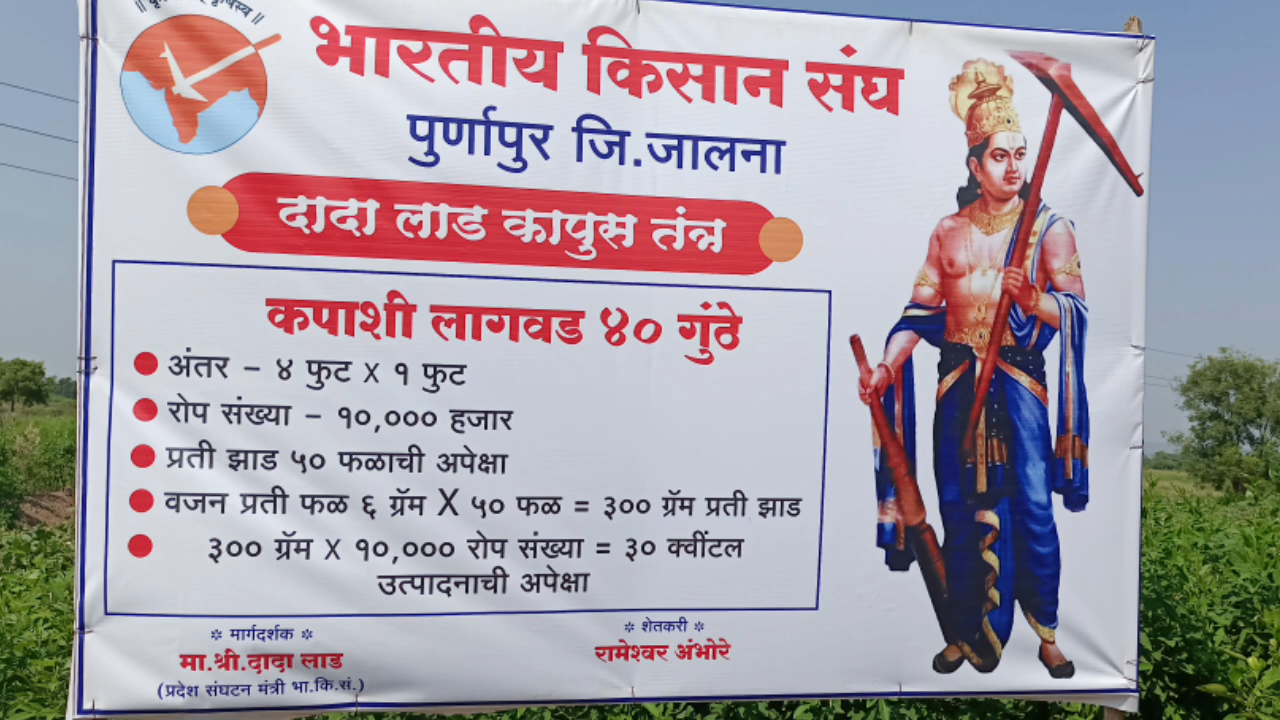 भारतीय किसान संघ
पुर्णापुर जि.जालना
दादा लाड कापुस तंत्र
कपाशी लागवड ४० गुंठे
अंतर – ४ फुट X १ फुट
रोप संख्या – १०,००० हजार
प्रती झाड ५० फळाची अपेक्षा
वजन प्रती फळ ६ ग्रॅम X ५० फळ = ३०० ग्रॅम प्रती झाड
३०० ग्रॅम X १०,००० रोप संख्या = ३० क्वींटल
उत्पादनाची अपेक्षा
* मार्गदर्शक *
मा.श्री.दादा लाड
(प्रदेश संघटन मंत्री भा.कि.सं.)
* शेतकरी *
रामेश्वर अंभोरे